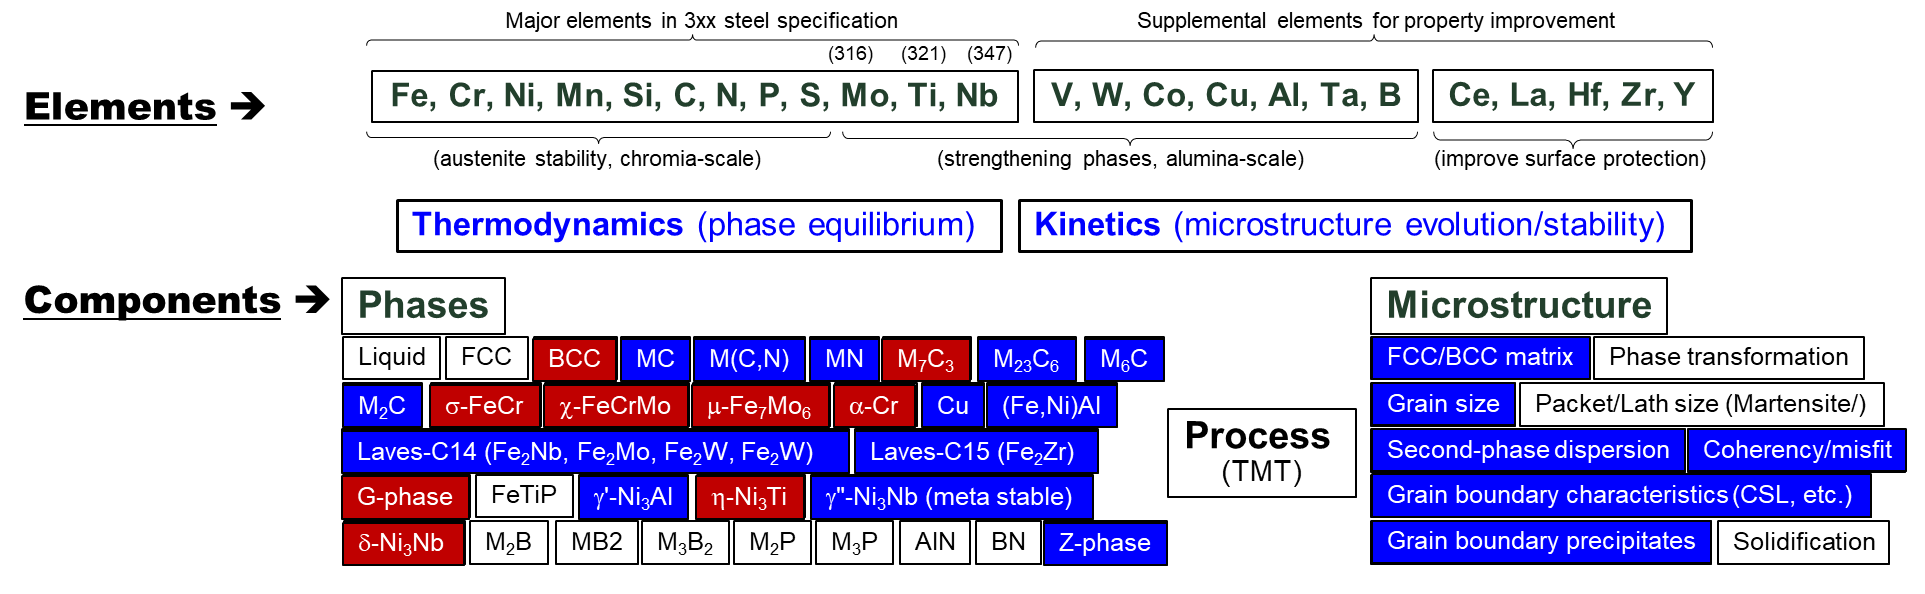 Major elements in 3xx steel specification
Supplemental elements for property improvement
(316) (321) (347)
Elements → Fe, Cr, Ni, Mn, Si, C, N, P, S, Mo, Ti, Nb V, W, Co, Cu, Al, Ta, B Ce, La, Hf, Zr, Y
(austenite stability, chromia-scale) (strengthening phases, alumina-scale) (improve surface protection)
Thermodynamics (phase equilibrium) Kinetics (microstructure evolution/stability)
Components → Phases
Liquid FCC BCC MC M(C,N) MN M₇C₃ M₂₃C₆ M₆C
M₂C σ-FeCr χ-FeCrMo μ-Fe₇Mo₆ α-Cr Cu (Fe,Ni)Al
Laves-C14 (Fe₂Nb, Fe₂Mo, Fe₂W, Fe₂W) Laves-C15 (Fe₂Zr)
G-phase FeTiP γ'-Ni₃Al η-Ni₃Ti γ"-Ni₃Nb (meta stable)
δ-Ni₃Nb M₂B MB2 M₃B₂ M₂P M₃P AlN BN Z-phase
Process
(TMT)
Microstructure
FCC/BCC matrix Phase transformation
Grain size Packet/Lath size (Martensite/)
Second-phase dispersion Coherency/misfit
Grain boundary characteristics (CSL, etc.)
Grain boundary precipitates Solidification